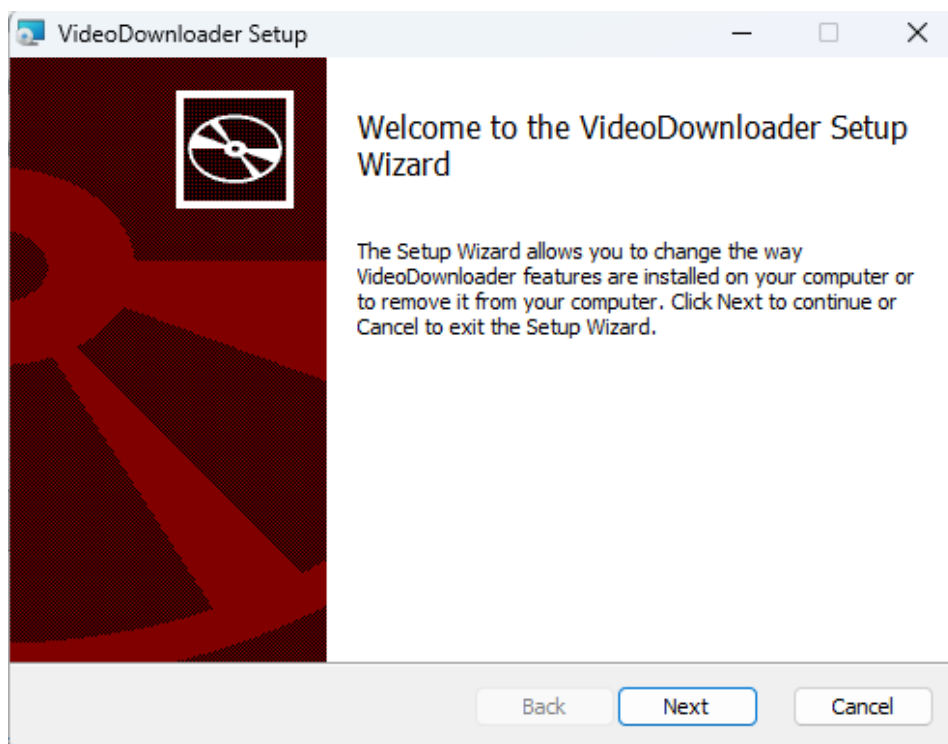 VideoDownloader Setup
Welcome to the VideoDownloader Setup
Wizard
The Setup Wizard allows you to change the way
VideoDownloader features are installed on your computer or
to remove it from your computer. Click Next to continue or
Cancel to exit the Setup Wizard.
Back Next Cancel